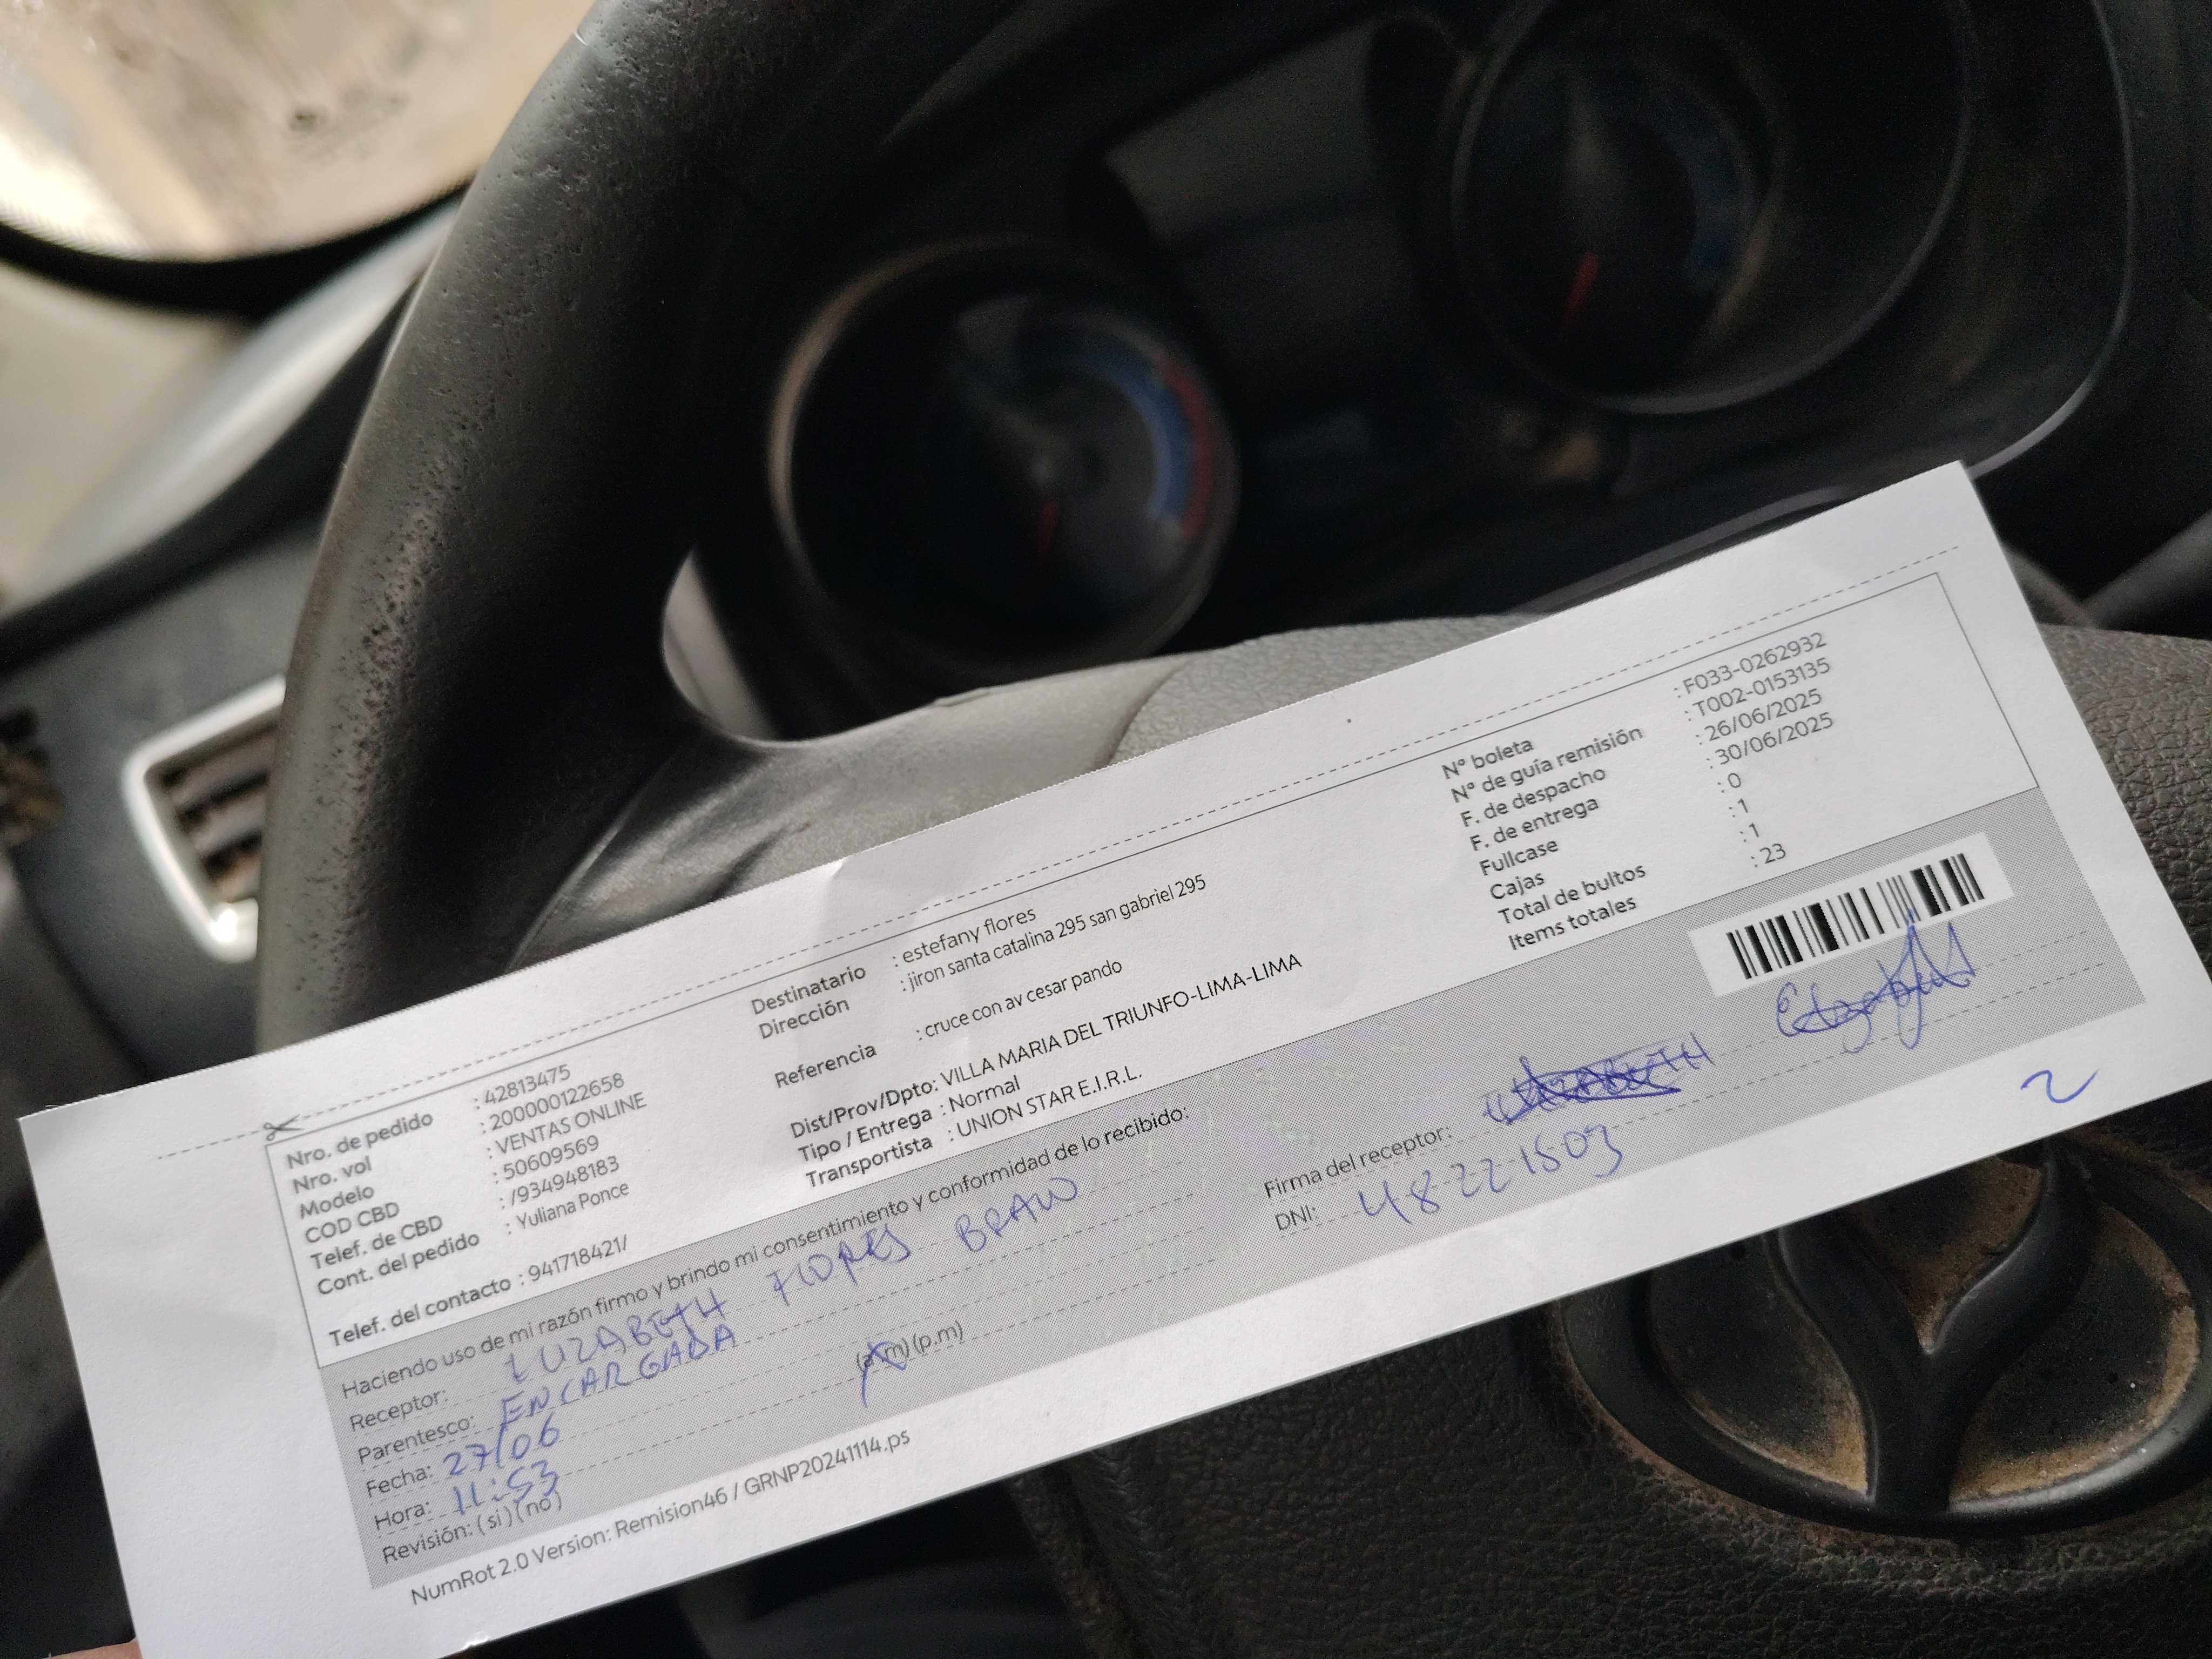 Nro. de pedido : 42813475
Nro. vol : 200000122658
Modelo : VENTAS ONLINE
COD CBD : 50609569
Telef. de CBD : /934948183
Cont. del pedido : Yuliana Ponce
Telef. del contacto : 941718421/
Destinatario : estefany flores
Dirección : jiron santa catalina 295 san gabriel 295
Referencia : cruce con av cesar pando
Dist/Prov/Dpto: VILLA MARIA DEL TRIUNFO-LIMA-LIMA
Tipo / Entrega : Normal
Transportista : UNION STAR E.I.R.L.
N° boleta : F033-0262932
N° de guía remisión : T002-0153135
F. de despacho : 26/06/2025
F. de entrega : 30/06/2025
Fullcase : 0
Cajas : 1
Total de bultos : 1
Items totales : 23
Haciendo uso de mi razón firmo y brindo mi consentimiento y conformidad de lo recibido:
Receptor: LUZABETH FLORES BRAVO
Parentesco: ENCARGADA
Fecha: 27/06
Hora: 11:53 (a.m) (p.m)
Revisión: (si) (no)
Firma del receptor:
DNI: 48221503
2
NumRot 2.0 Version: Remision46 / GRNP20241114.ps